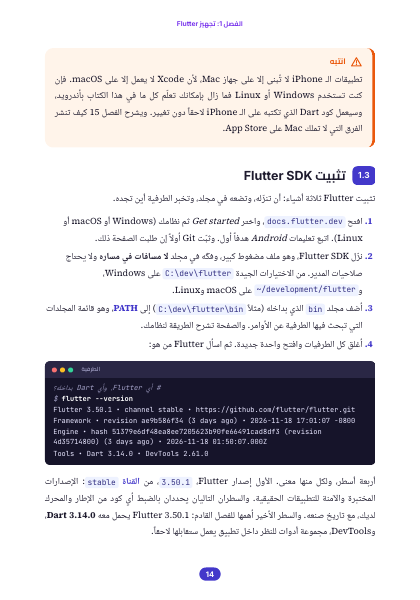 الفصل 1: تجهيز Flutter
انتبه
تطبيقات الـ iPhone لا تُبنى إلا على جهاز Mac، لأن Xcode لا يعمل إلا على macOS. فإن
كنت تستخدم Windows أو Linux فما زال بإمكانك تعلّم كل ما في هذا الكتاب بأندرويد،
وسيعمل كود Dart الذي تكتبه على الـ iPhone لاحقاً دون تغيير. ويشرح الفصل 15 كيف تنشر
الفرق التي لا تملك Mac على App Store.
1.3 تثبيت Flutter SDK
تثبيت Flutter ثلاثة أشياء: أن تنزّله، وتضعه في مجلد، وتخبر الطرفية أين تجده.
1. افتح docs.flutter.dev، واختر Get started ثم نظامك (Windows أو macOS أو
Linux). اتبع تعليمات Android هدفاً أول. وثبّت Git أولاً إن طلبت الصفحة ذلك.
2. نزّل Flutter SDK، وهو ملف مضغوط كبير، وفكّه في مجلد لا مسافات في مساره ولا يحتاج
صلاحيات المدير. من الاختيارات الجيدة C:\dev\flutter على Windows،
و ~/development/flutter على macOS وLinux.
3. أضف مجلد bin الذي بداخله (مثلاً C:\dev\flutter\bin) إلى PATH، وهو قائمة المجلدات
التي تبحث فيها الطرفية عن الأوامر. والصفحة تشرح الطريقة لنظامك.
4. أغلق كل الطرفيات وافتح واحدة جديدة. ثم اسأل Flutter من هو:
الطرفية
# أي Flutter، وأي Dart بداخله؟
$ flutter --version
Flutter 3.50.1 • channel stable • https://github.com/flutter/flutter.git
Framework • revision ae9b586f34 (3 days ago) • 2026-11-18 17:01:07 -0800
Engine • hash 51379e6df48ea8ee7205623b90fe66491cad8df3 (revision
4d35714800) (3 days ago) • 2026-11-18 01:50:07.000Z
Tools • Dart 3.14.0 • DevTools 2.61.0
أربعة أسطر، ولكل منها معنى. الأول إصدار Flutter، 3.50.1، من القناة stable: الإصدارات
المختبرة والآمنة للتطبيقات الحقيقية. والسطران التاليان يحددان بالضبط أي كود من الإطار والمحرك
لديك، مع تاريخ صنعه. والسطر الأخير أهمها للفصل القادم: Flutter 3.50.1 يحمل معه Dart 3.14.0،
وDevTools، مجموعة أدوات للنظر داخل تطبيق يعمل ستقابلها لاحقاً.
14